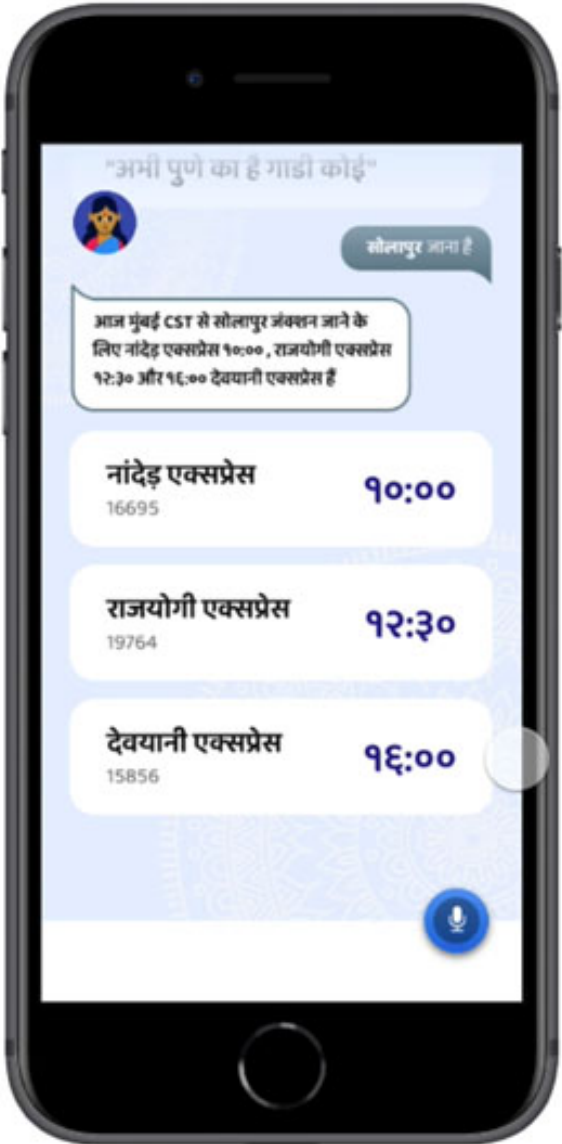 "अभी पुणे का है गाडी कोई"
सोलापुर जाना है
आज मुंबई CST से सोलापुर जंक्शन जाने के
लिए नांदेड़ एक्सप्रेस १०:०० , राजयोगी एक्सप्रेस
१२:३० और १६:०० देवयानी एक्सप्रेस हैं
नांदेड़ एक्सप्रेस
१०:००
16695
राजयोगी एक्सप्रेस
१२:३०
19764
देवयानी एक्सप्रेस
१६:००
15856